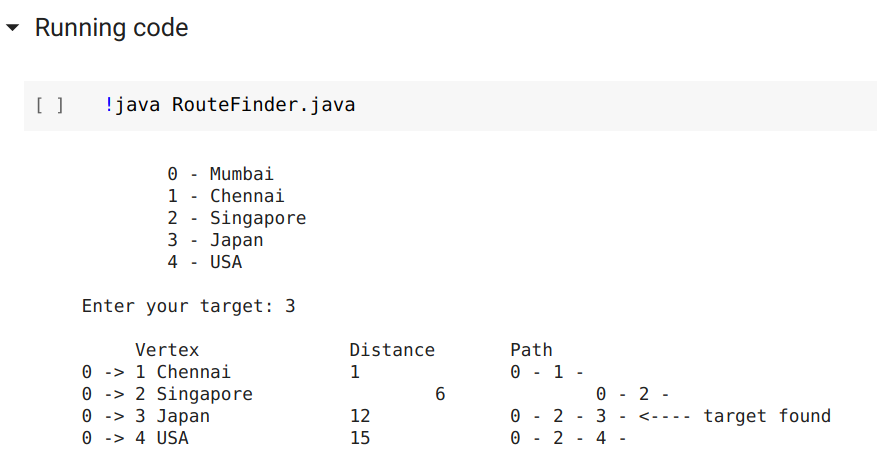 Running code
[ ] !java RouteFinder.java
0 - Mumbai
1 - Chennai
2 - Singapore
3 - Japan
4 - USA
Enter your target: 3
Vertex Distance Path
0 -> 1 Chennai 1 0 - 1 -
0 -> 2 Singapore 6 0 - 2 -
0 -> 3 Japan 12 0 - 2 - 3 - <---- target found
0 -> 4 USA 15 0 - 2 - 4 -